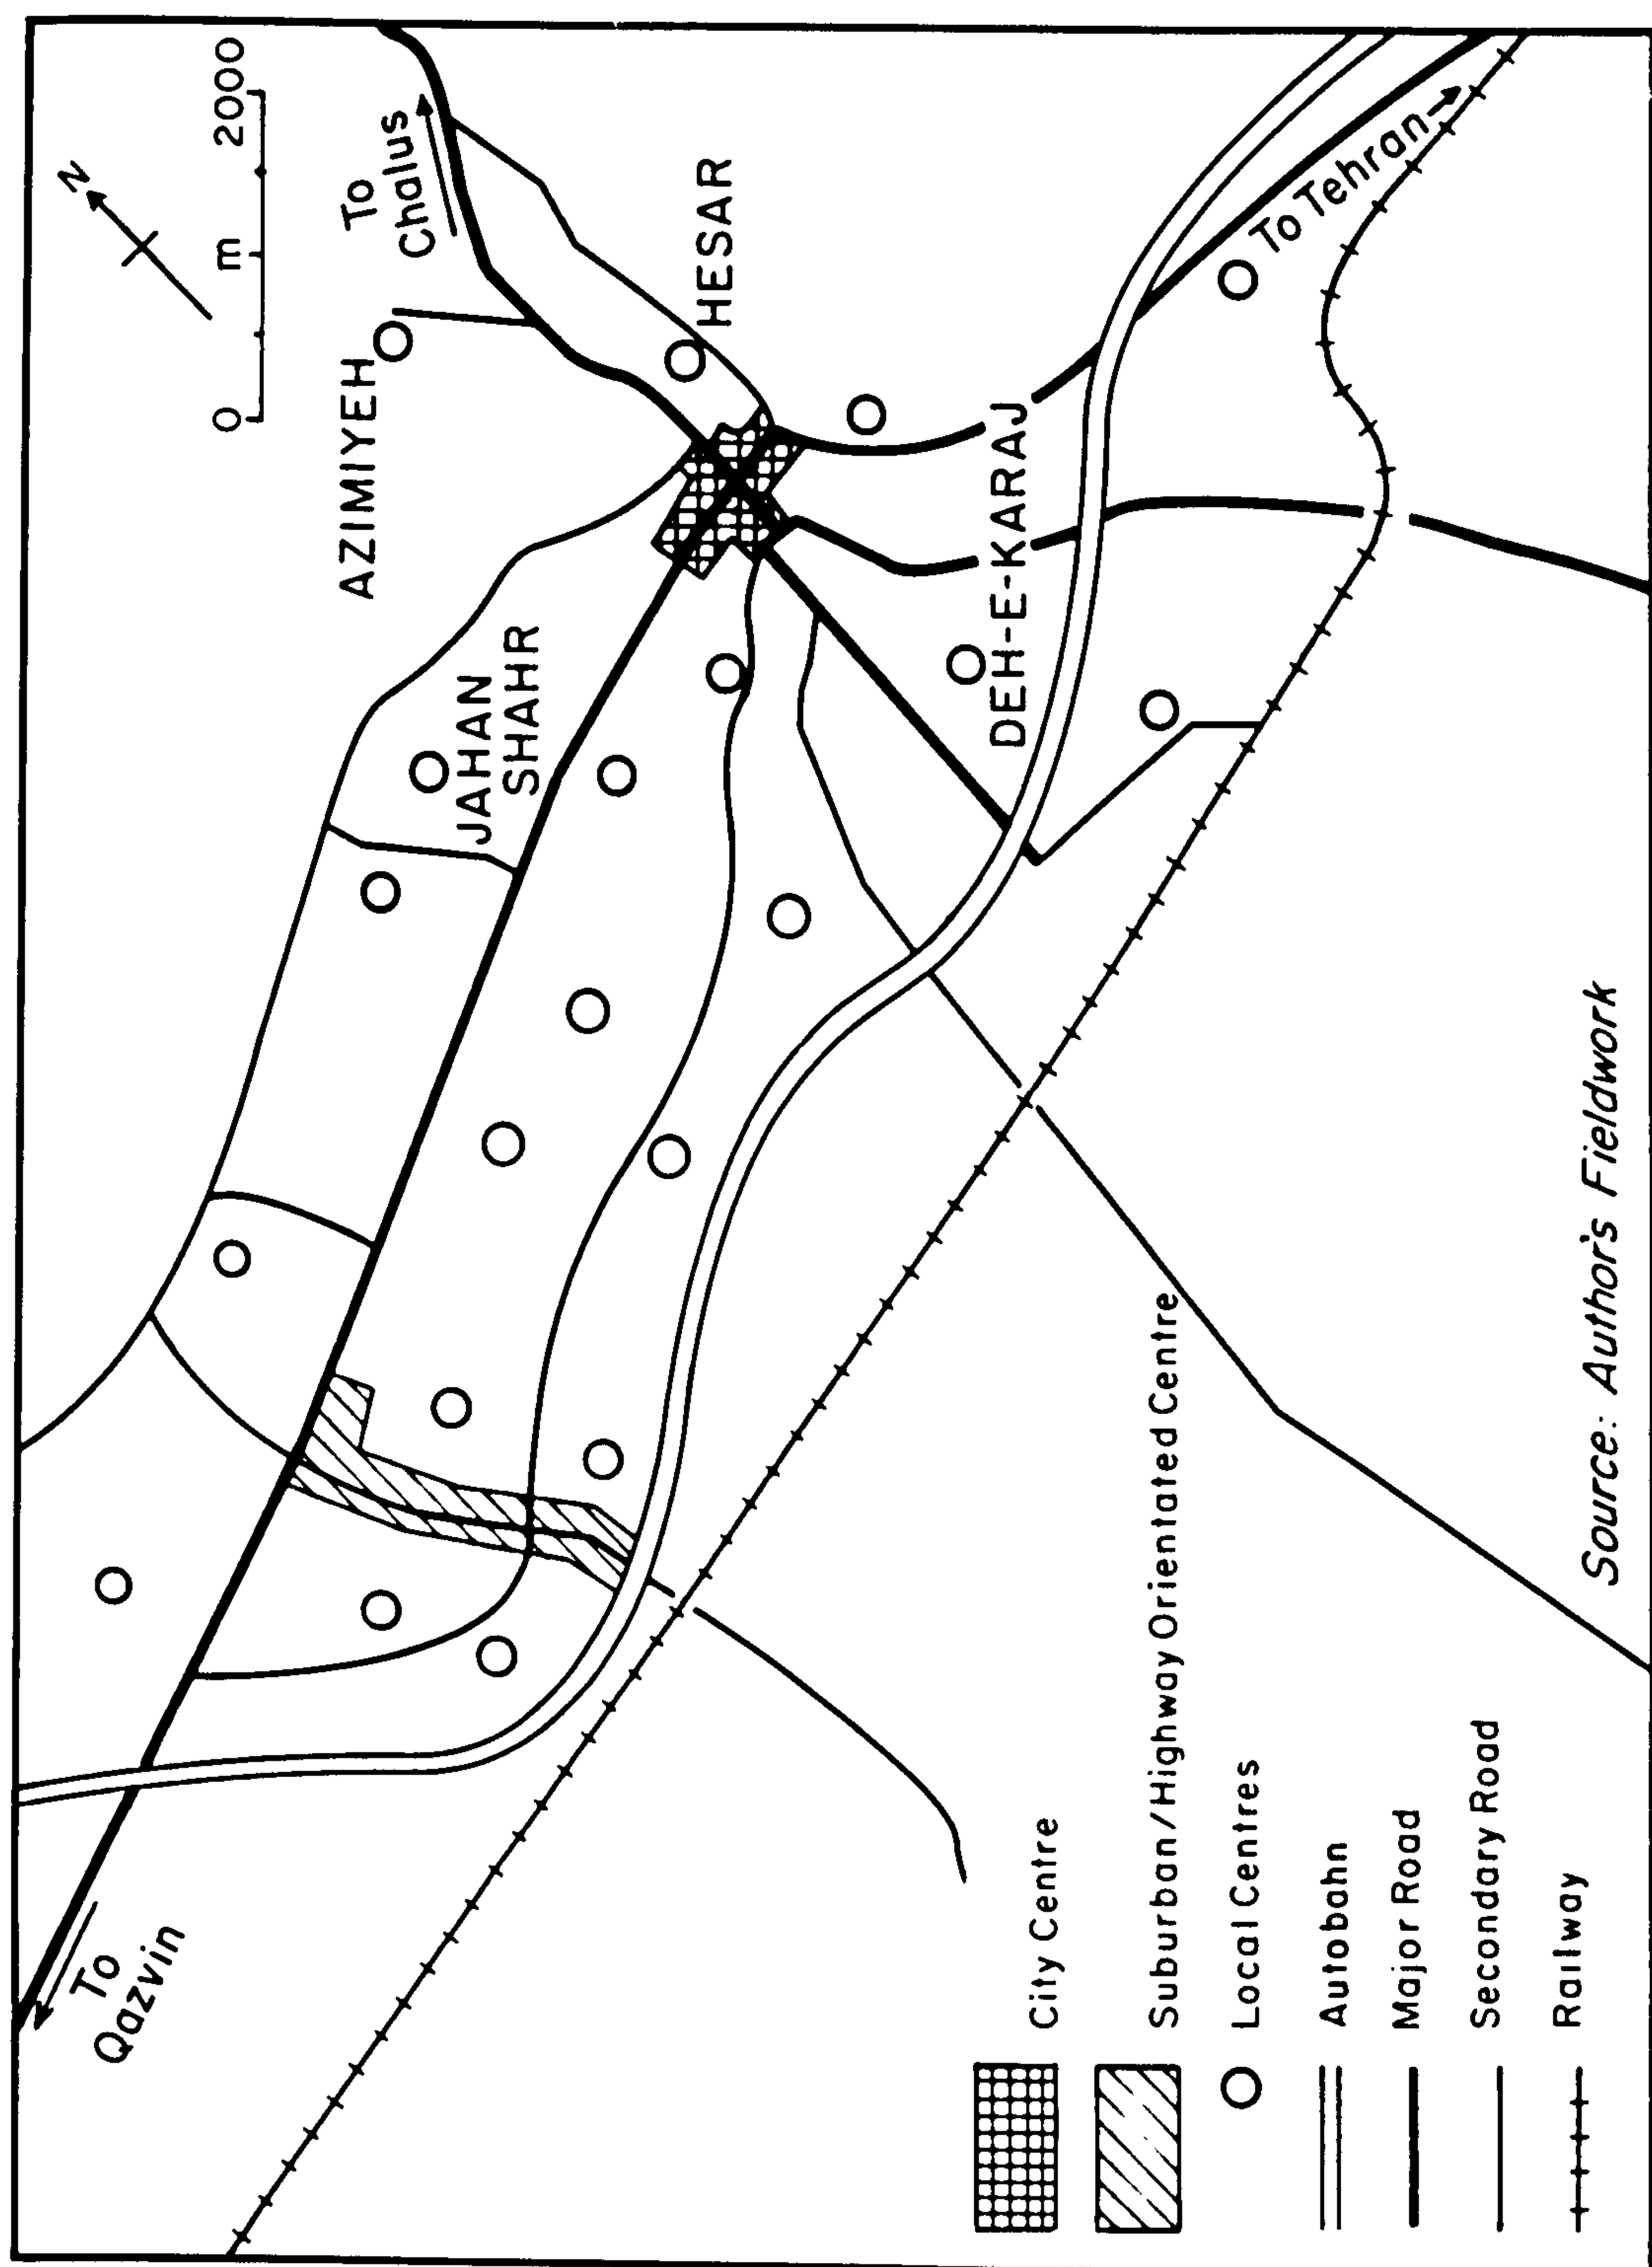 N
0 m 2000
To
Chalus
AZIMIYEH
HESAR
JAHAN
SHAHR
DEH-E-KARAJ
To Tehran
To
Qazvin
City Centre
Suburban/Highway Orientated Centre
Local Centres
Autobahn
Major Road
Secondary Road
Railway
Source: Author's Fieldwork